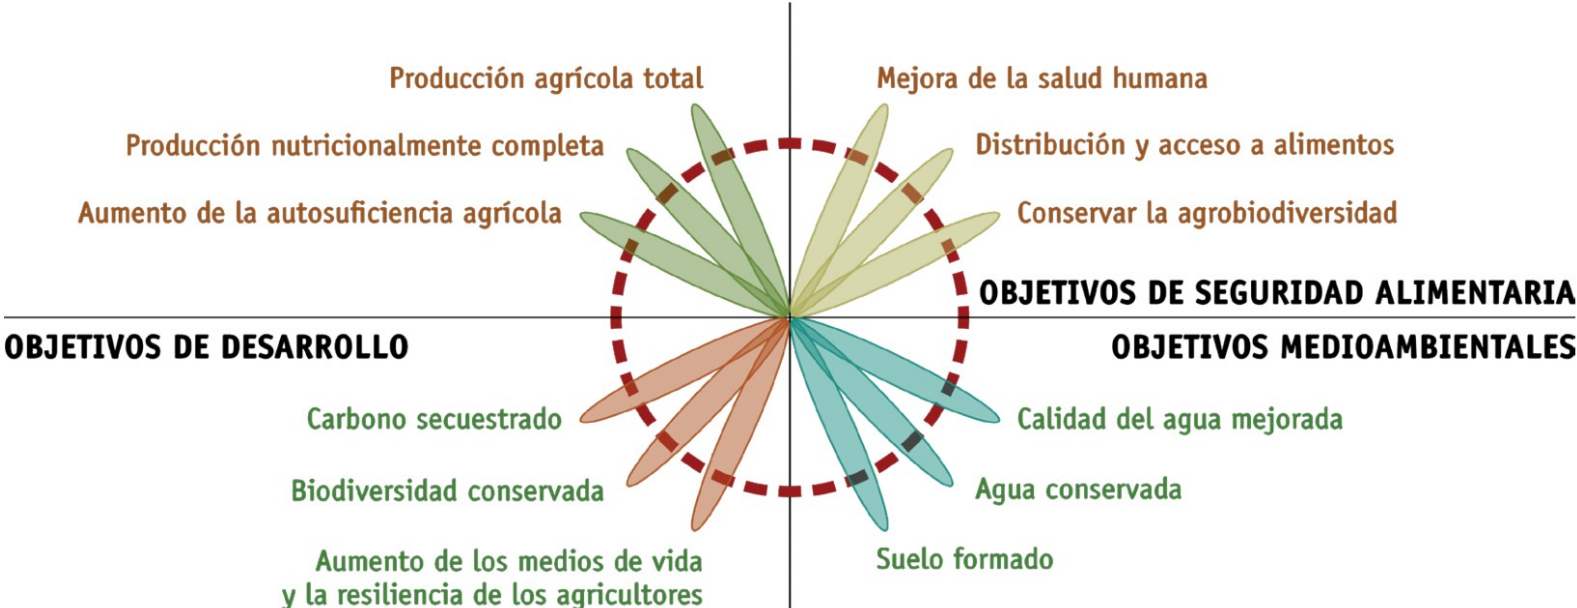 Producción agrícola total
Mejora de la salud humana
Producción nutricionalmente completa
Distribución y acceso a alimentos
Aumento de la autosuficiencia agrícola
Conservar la agrobiodiversidad
OBJETIVOS DE SEGURIDAD ALIMENTARIA
OBJETIVOS DE DESARROLLO
OBJETIVOS MEDIOAMBIENTALES
Carbono secuestrado
Calidad del agua mejorada
Biodiversidad conservada
Agua conservada
Aumento de los medios de vida
y la resiliencia de los agricultores
Suelo formado